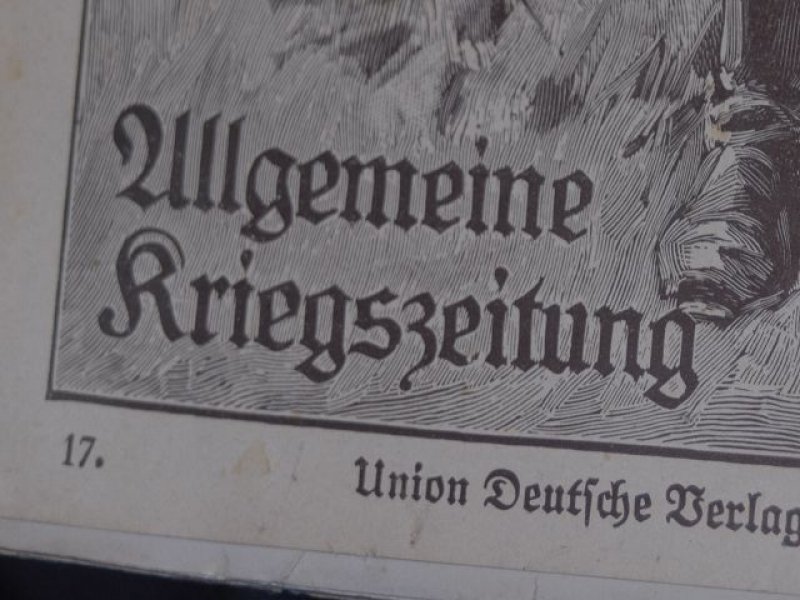 Allgemeine
Kriegszeitung
17.
Union Deutsche Verlag